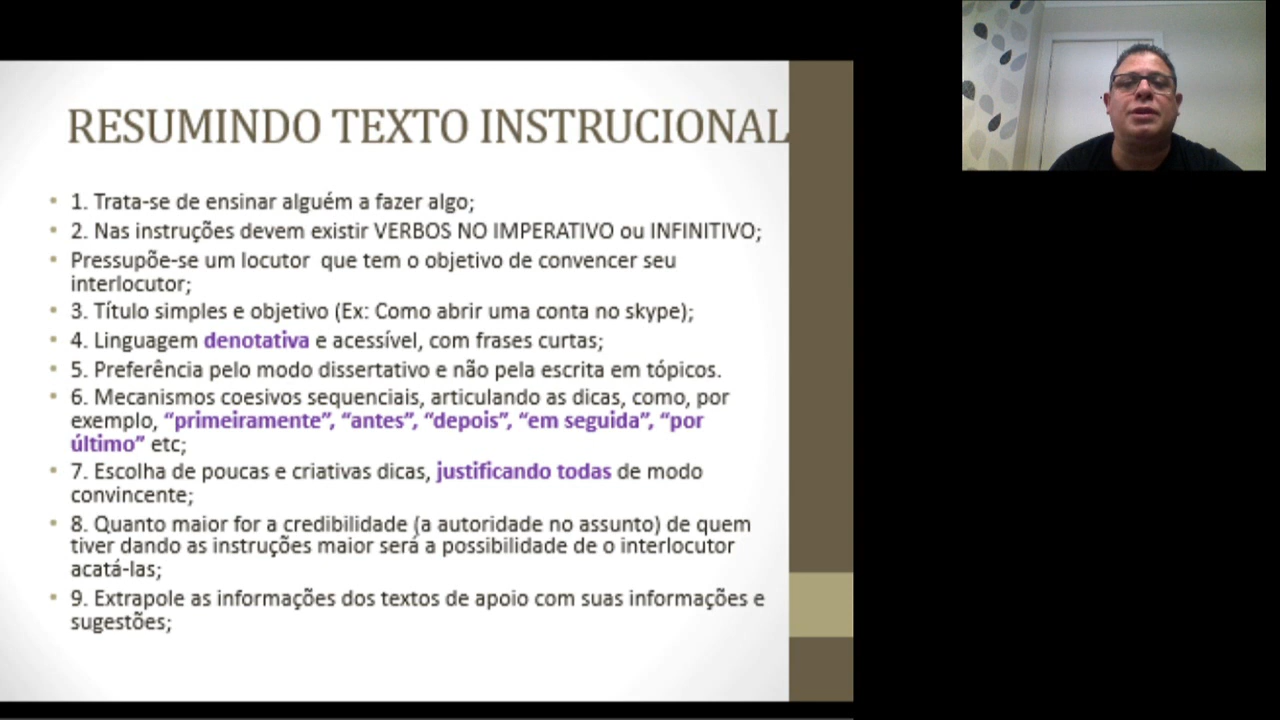 RESUMINDO TEXTO INSTRUCIONAL
• 1. Trata-se de ensinar alguém a fazer algo;
• 2. Nas instruções devem existir VERBOS NO IMPERATIVO ou INFINITIVO;
• Pressupõe-se um locutor que tem o objetivo de convencer seu
interlocutor;
• 3. Título simples e objetivo (Ex: Como abrir uma conta no skype);
• 4. Linguagem denotativa e acessível, com frases curtas;
• 5. Preferência pelo modo dissertativo e não pela escrita em tópicos.
• 6. Mecanismos coesivos sequenciais, articulando as dicas, como, por
exemplo, “primeiramente”, “antes”, “depois”, “em seguida”, “por
último” etc;
• 7. Escolha de poucas e criativas dicas, justificando todas de modo
convincente;
• 8. Quanto maior for a credibilidade (a autoridade no assunto) de quem
tiver dando as instruções maior será a possibilidade de o interlocutor
acatá-las;
• 9. Extrapole as informações dos textos de apoio com suas informações e
sugestões;